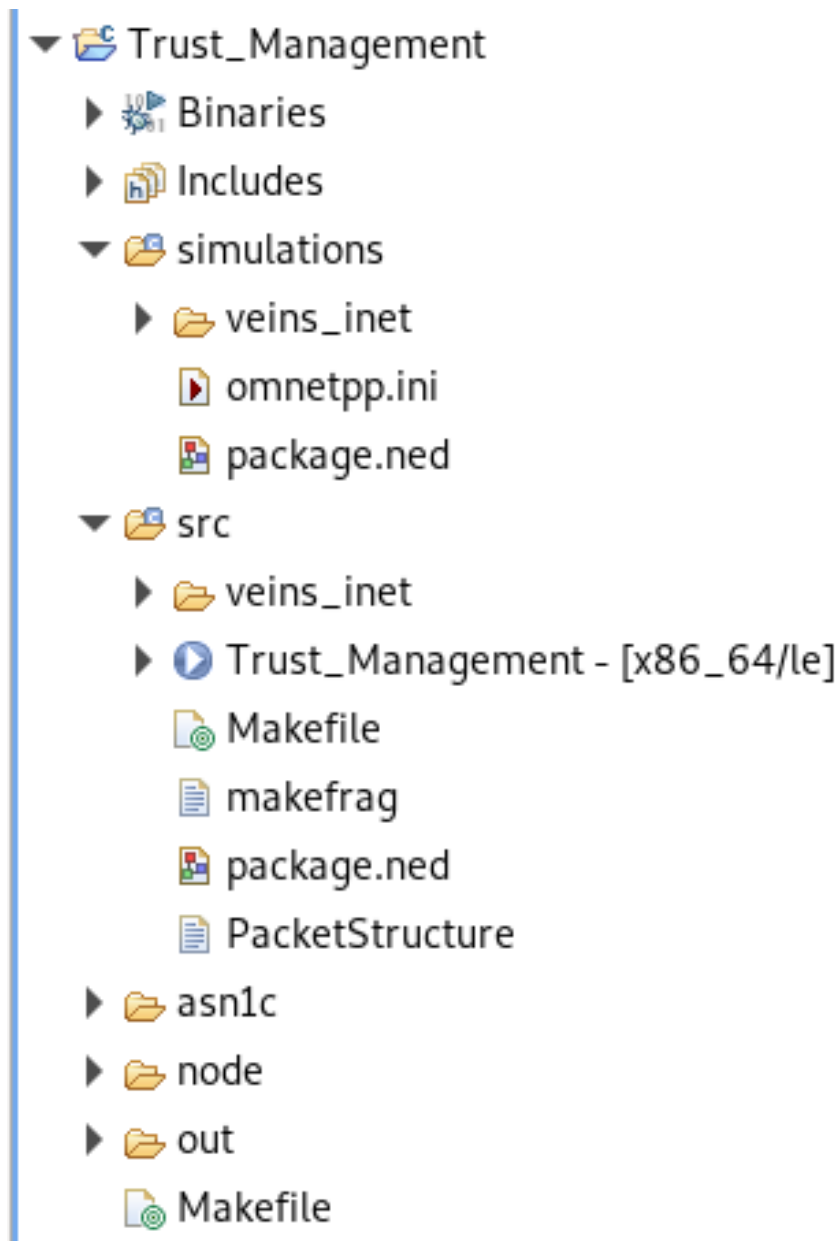 Trust_Management
Binaries
Includes
simulations
veins_inet
omnetpp.ini
package.ned
src
veins_inet
Trust_Management - [x86_64/le]
Makefile
makefrag
package.ned
PacketStructure
asn1c
node
out
Makefile